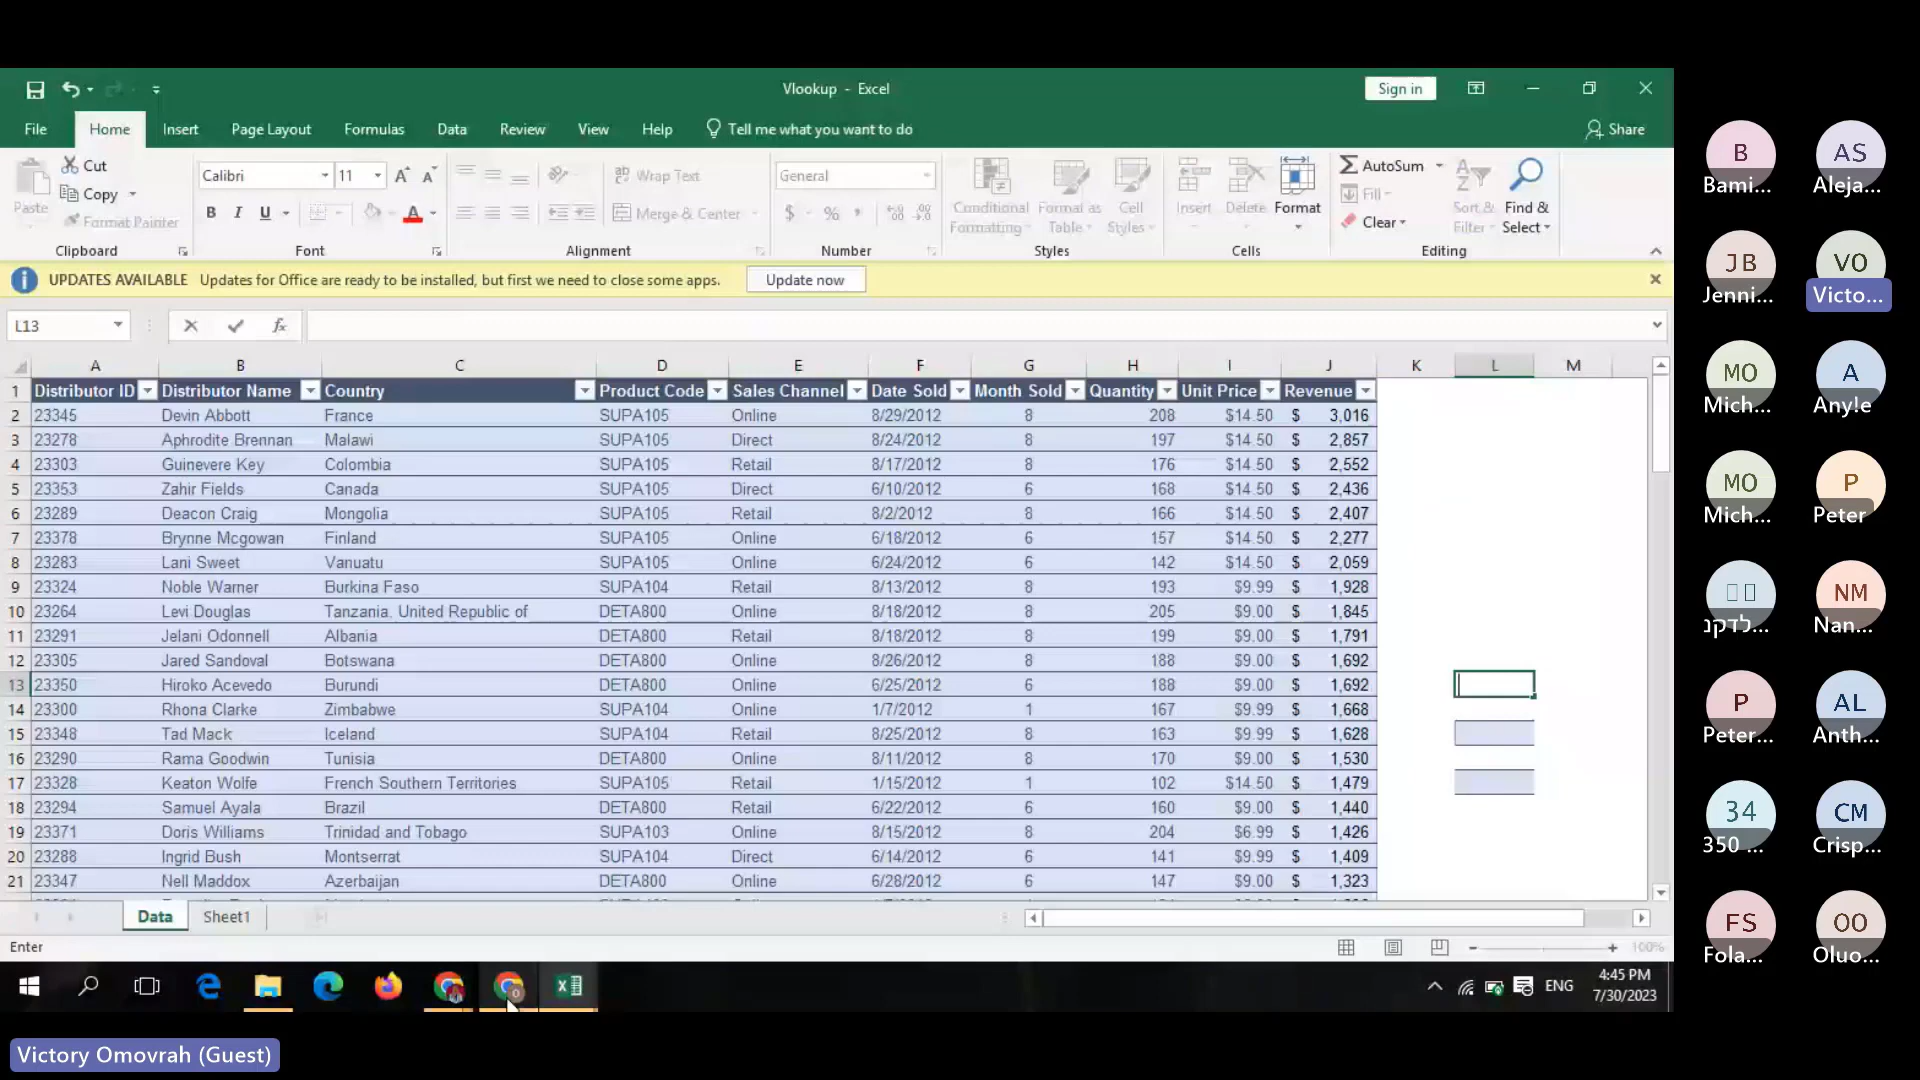 Vlookup - Excel
Sign in
File Home Insert Page Layout Formulas Data Review View Help Tell me what you want to do Share
Paste Cut Copy Format Painter Clipboard
Calibri 11 B I U Font
Wrap Text Merge & Center Alignment
General $ % Number
Conditional Formatting Format as Table Cell Styles Styles
Insert Delete Format Cells
AutoSum Fill Clear Sort & Filter Find & Select Editing
UPDATES AVAILABLE Updates for Office are ready to be installed, but first we need to close some apps. Update now
L13 fx
A B C D E F G H I J K L M
1 Distributor ID Distributor Name Country Product Code Sales Channel Date Sold Month Sold Quantity Unit Price Revenue
2 23345 Devin Abbott France SUPA105 Online 8/29/2012 8 208 $14.50 $ 3,016
3 23278 Aphrodite Brennan Malawi SUPA105 Direct 8/24/2012 8 197 $14.50 $ 2,857
4 23303 Guinevere Key Colombia SUPA105 Retail 8/17/2012 8 176 $14.50 $ 2,552
5 23353 Zahir Fields Canada SUPA105 Direct 6/10/2012 6 168 $14.50 $ 2,436
6 23289 Deacon Craig Mongolia SUPA105 Retail 8/2/2012 8 166 $14.50 $ 2,407
7 23378 Brynne Mcgowan Finland SUPA105 Online 6/18/2012 6 157 $14.50 $ 2,277
8 23283 Lani Sweet Vanuatu SUPA105 Online 6/24/2012 6 142 $14.50 $ 2,059
9 23324 Noble Warner Burkina Faso SUPA104 Retail 8/13/2012 8 193 $9.99 $ 1,928
10 23264 Levi Douglas Tanzania. United Republic of DETA800 Online 8/18/2012 8 205 $9.00 $ 1,845
11 23291 Jelani Odonnell Albania DETA800 Retail 8/18/2012 8 199 $9.00 $ 1,791
12 23305 Jared Sandoval Botswana DETA800 Online 8/26/2012 8 188 $9.00 $ 1,692
13 23350 Hiroko Acevedo Burundi DETA800 Online 6/25/2012 6 188 $9.00 $ 1,692
14 23300 Rhona Clarke Zimbabwe SUPA104 Online 1/7/2012 1 167 $9.99 $ 1,668
15 23348 Tad Mack Iceland SUPA104 Retail 8/25/2012 8 163 $9.99 $ 1,628
16 23290 Rama Goodwin Tunisia DETA800 Online 8/11/2012 8 170 $9.00 $ 1,530
17 23328 Keaton Wolfe French Southern Territories SUPA105 Retail 1/15/2012 1 102 $14.50 $ 1,479
18 23294 Samuel Ayala Brazil DETA800 Retail 6/22/2012 6 160 $9.00 $ 1,440
19 23371 Doris Williams Trinidad and Tobago SUPA103 Online 8/15/2012 8 204 $6.99 $ 1,426
20 23288 Ingrid Bush Montserrat SUPA104 Direct 6/14/2012 6 141 $9.99 $ 1,409
21 23347 Nell Maddox Azerbaijan DETA800 Online 6/28/2012 6 147 $9.00 $ 1,323
Data Sheet1
Enter 100%
ENG 4:45 PM
7/30/2023
Victory Omovrah (Guest)
B AS
Bami... Aleja...
JB VO
Jenni... Victo...
MO A
Mich... Any!e
MO P
Mich... Peter
NM
לדקנ... Nan...
P AL
Peter... Anth...
34 CM
350 ... Crisp...
FS OO
Fola... Oluo...